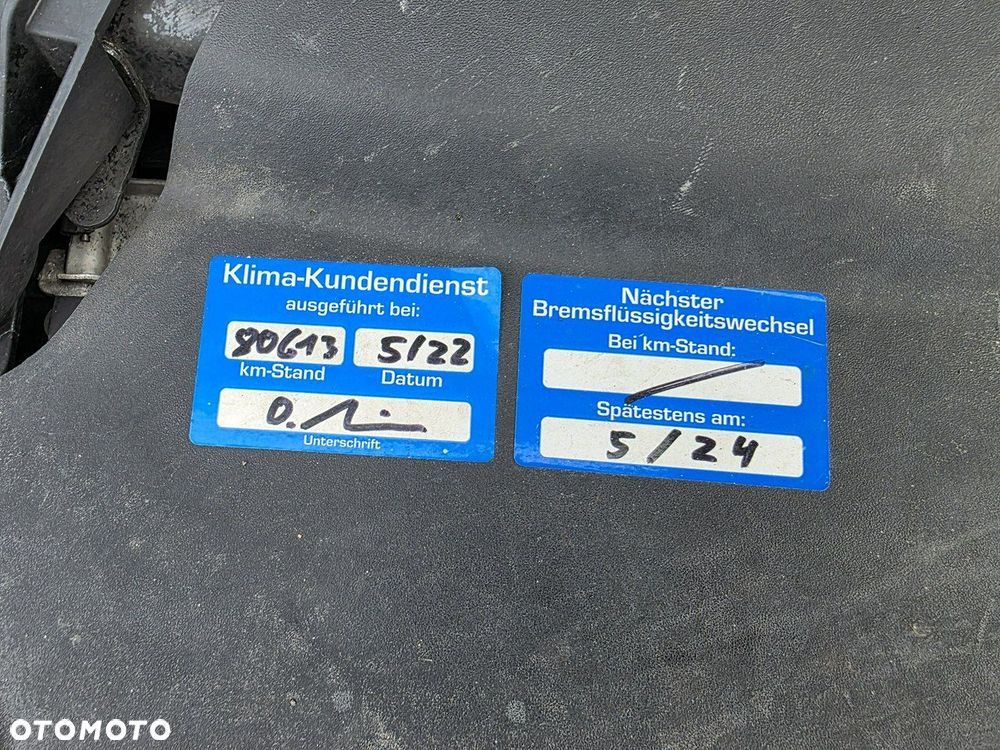 Klima-Kundendienst
ausgeführt bei:
80613 5/22
km-Stand Datum
Unterschrift
Nächster
Bremsflüssigkeitswechsel
Bei km-Stand:
Spätestens am:
5/24
OTOMOTO